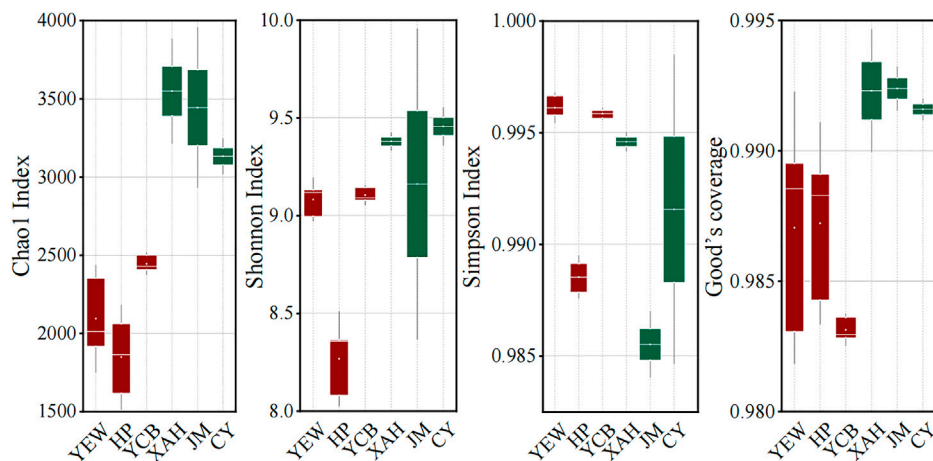 Chao1 Index
4000
3500
3000
2500
2000
1500
YEW HP YCB XAH JM CY
Shonnon Index
10.0
9.5
9.0
8.5
8.0
YEW HP YCB XAH JM CY
Simpson Index
1.000
0.995
0.990
0.985
YEW HP YCB XAH JM CY
Good's coverage
0.995
0.990
0.985
0.980
YEW HP YCB XAH JM CY